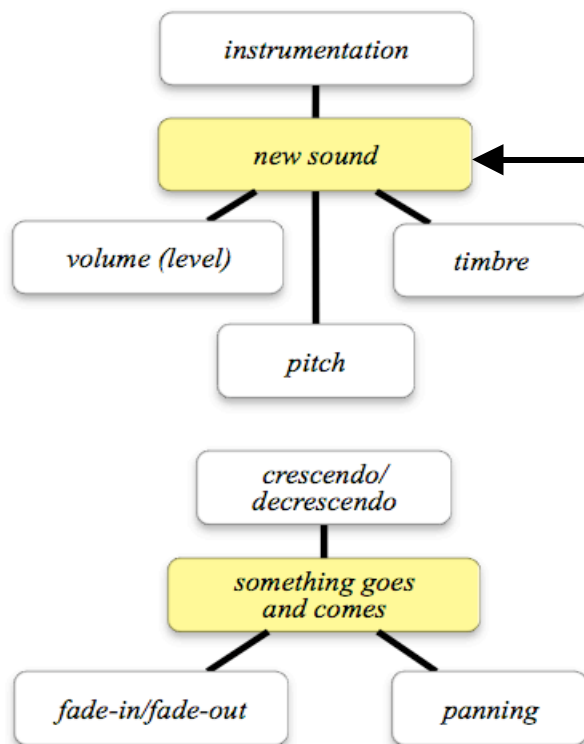 instrumentation
new sound
volume (level)
timbre
pitch
crescendo/
decrescendo
something goes
and comes
fade-in/fade-out
panning